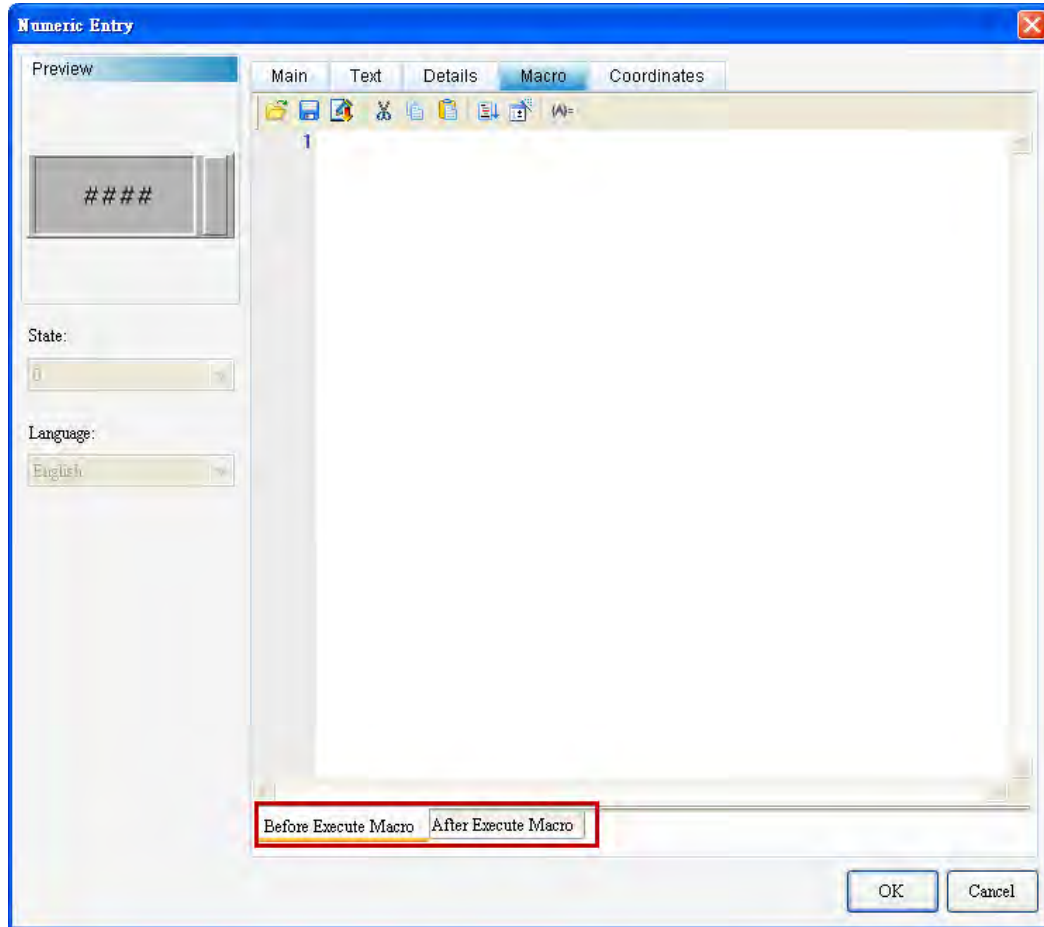 Numeric Entry
Preview
Main Text Details Macro Coordinates
(A)=
1
####
State:
0
Language:
English
Before Execute Macro After Execute Macro
OK Cancel